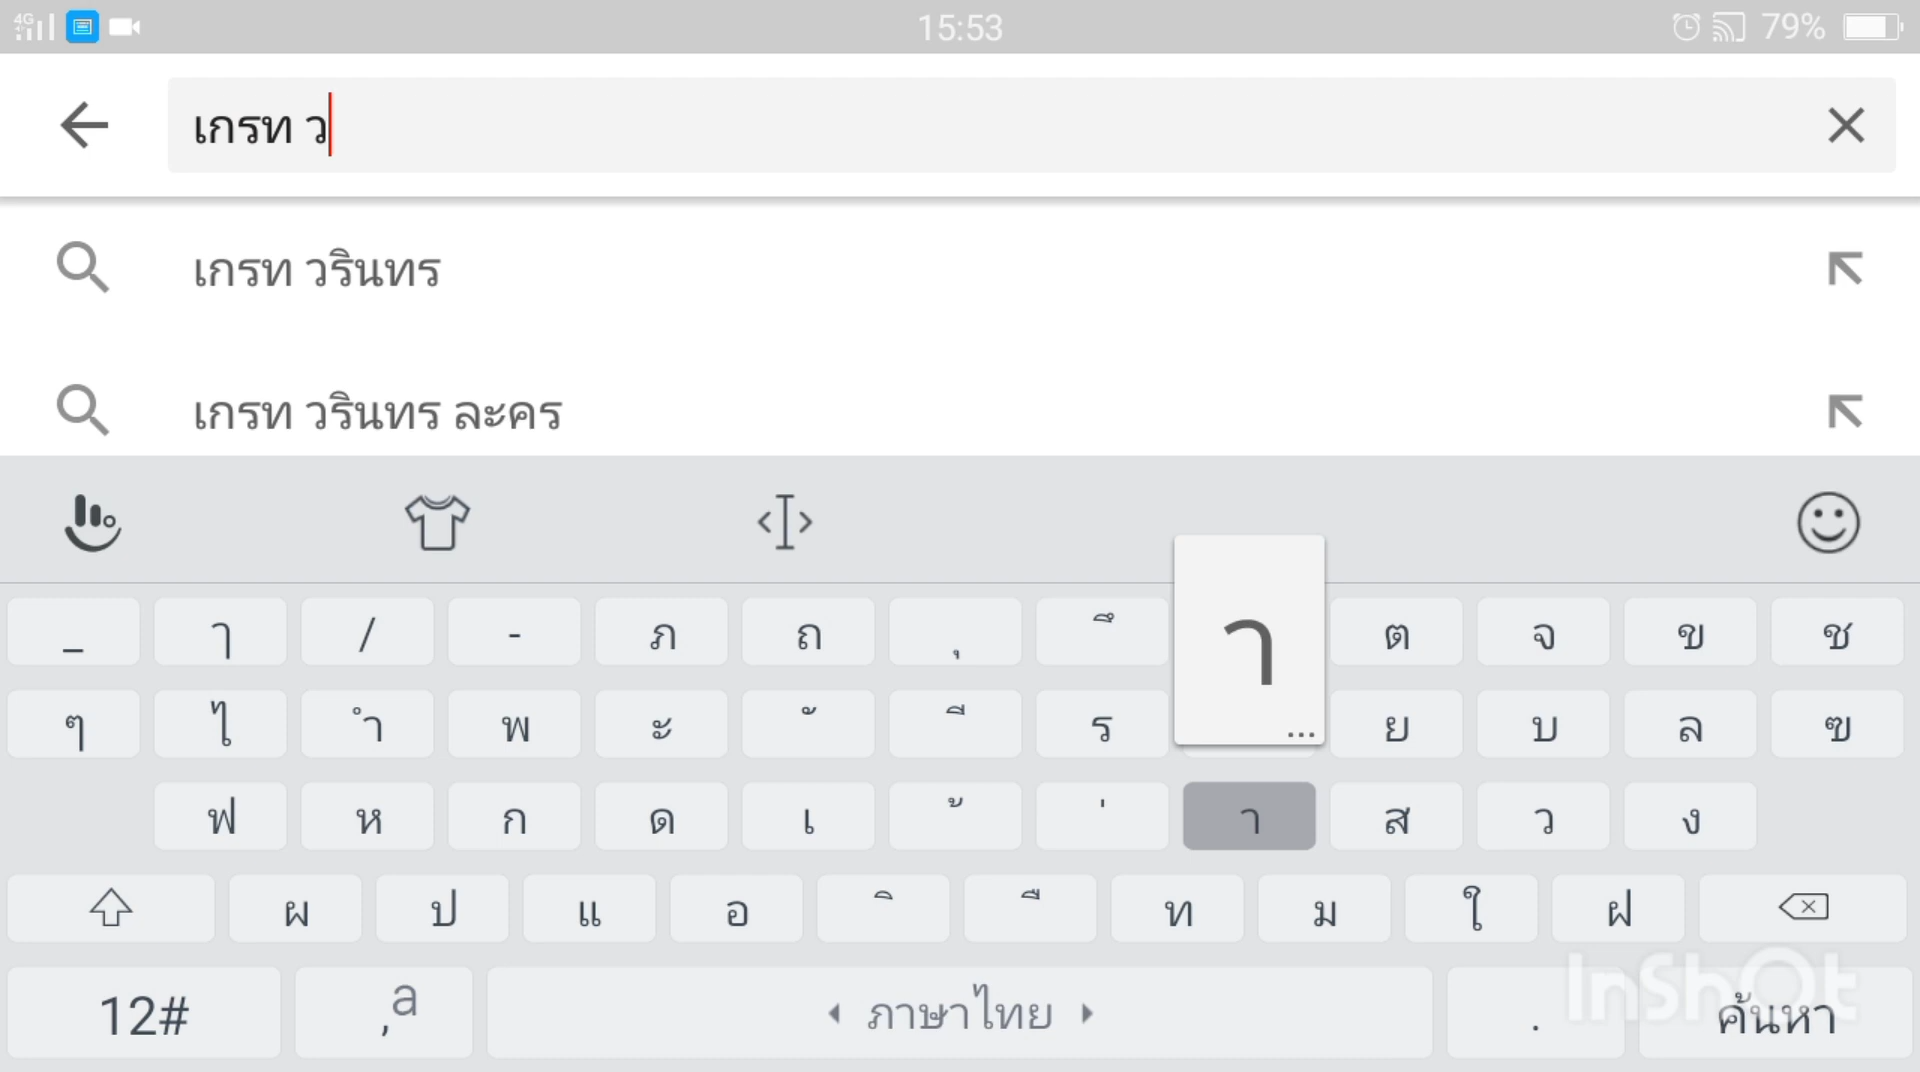 4G 15:53 79%
เกรท ว
เกรท วรินทร
เกรท วรินทร ละคร
_ ๅ / - ภ ถ ุ ึ ต จ ข ช
า ...
ๆ ไ ำ พ ะ ั ี ร ย บ ล ฃ
ฟ ห ก ด เ ้ ่ า ส ว ง
ผ ป แ อ ิ ื ท ม ใ ฝ
12# ,a ภาษาไทย . ค้นหา
InShOt